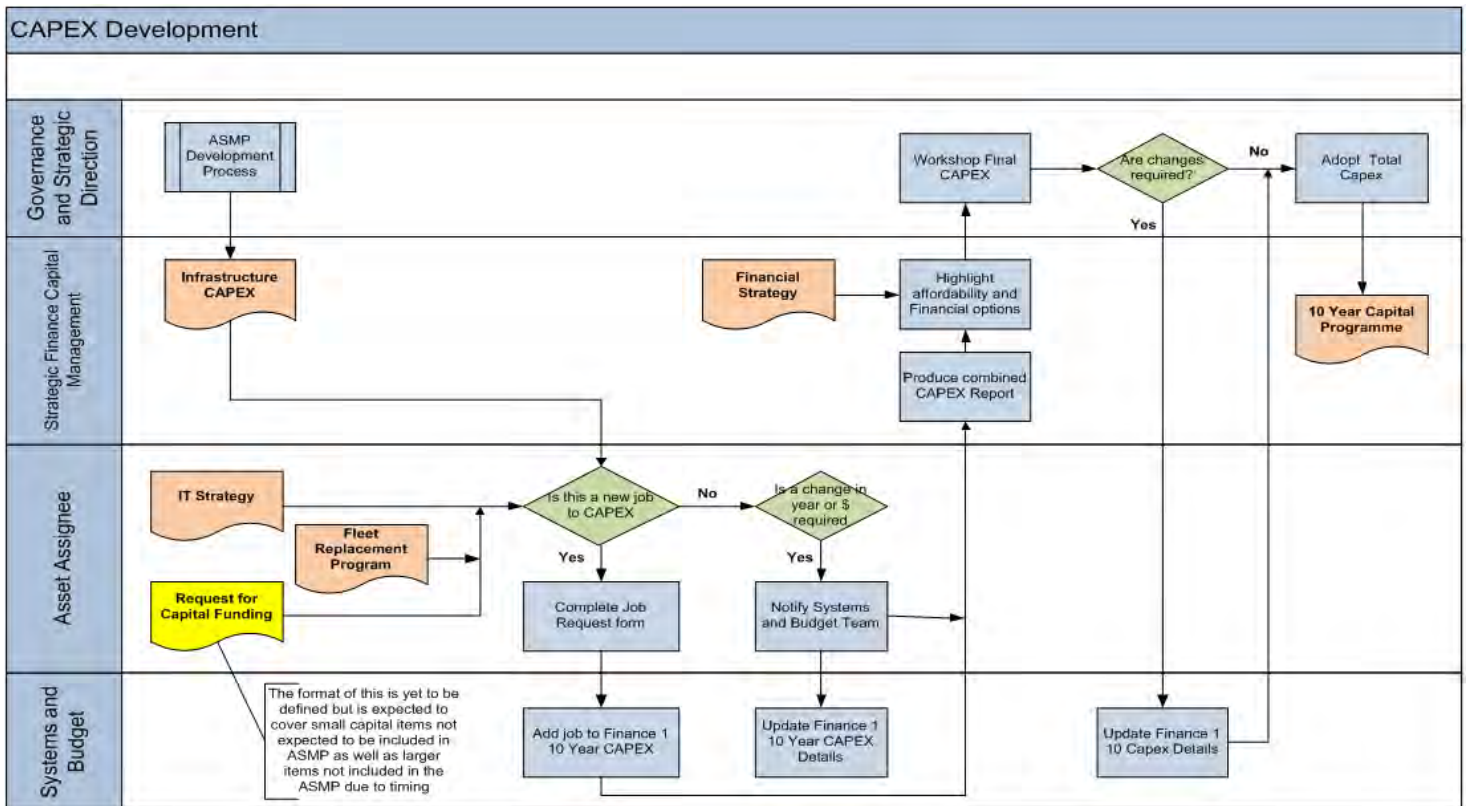 CAPEX Development
Governance
and Strategic
Direction
ASMP
Development
Process
Workshop Final
CAPEX
Are changes
required?
No
Yes
Adopt Total
Capex
Strategic Finance Capital
Management
Infrastructure
CAPEX
Financial
Strategy
Highlight
affordability and
Financial options
Produce combined
CAPEX Report
10 Year Capital
Programme
Asset Assignee
IT Strategy
Fleet
Replacement
Program
Request for
Capital Funding
Is this a new job
to CAPEX
No
Yes
Is a change in
year or $
required
Yes
Complete Job
Request form
Notify Systems
and Budget Team
Systems and
Budget
The format of this is yet to be
defined but is expected to
cover small capital items not
expected to be included in
ASMP as well as larger
items not included in the
ASMP due to timing
Add job to Finance 1
10 Year CAPEX
Update Finance 1
10 Year CAPEX
Details
Update Finance 1
10 Capex Details